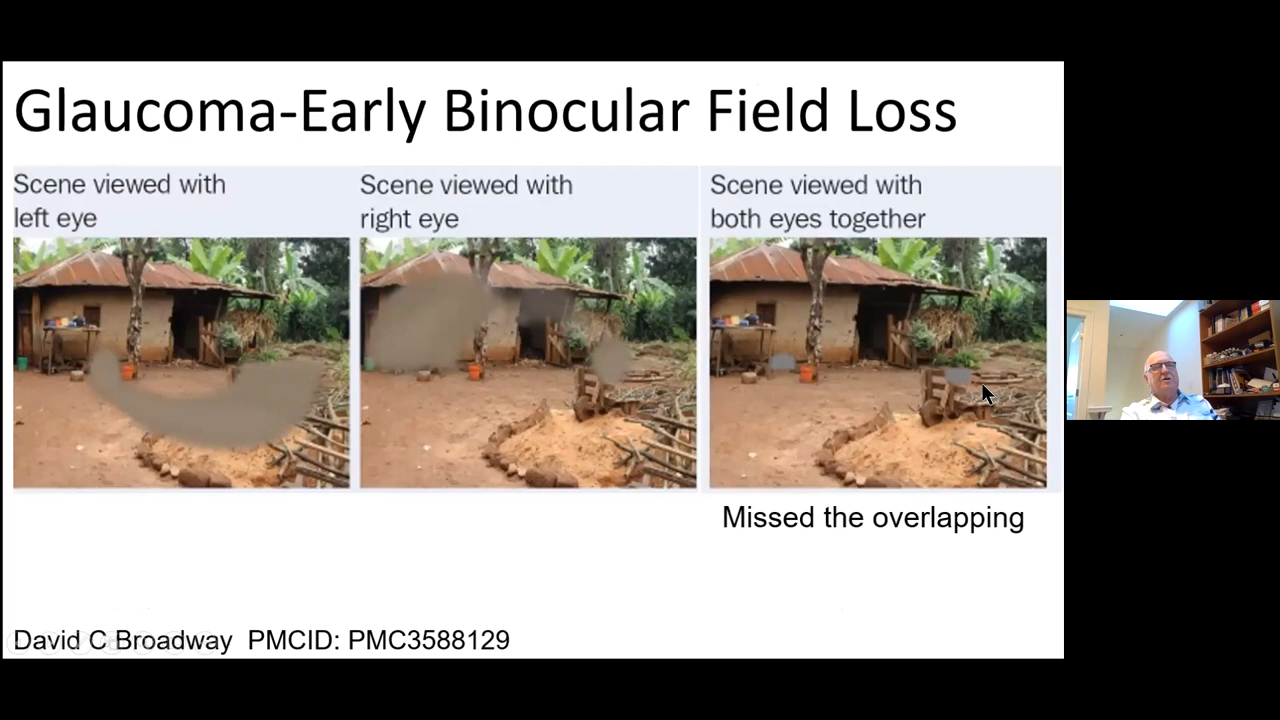 Glaucoma-Early Binocular Field Loss
Scene viewed with
left eye
Scene viewed with
right eye
Scene viewed with
both eyes together
Missed the overlapping
David C Broadway PMCID: PMC3588129